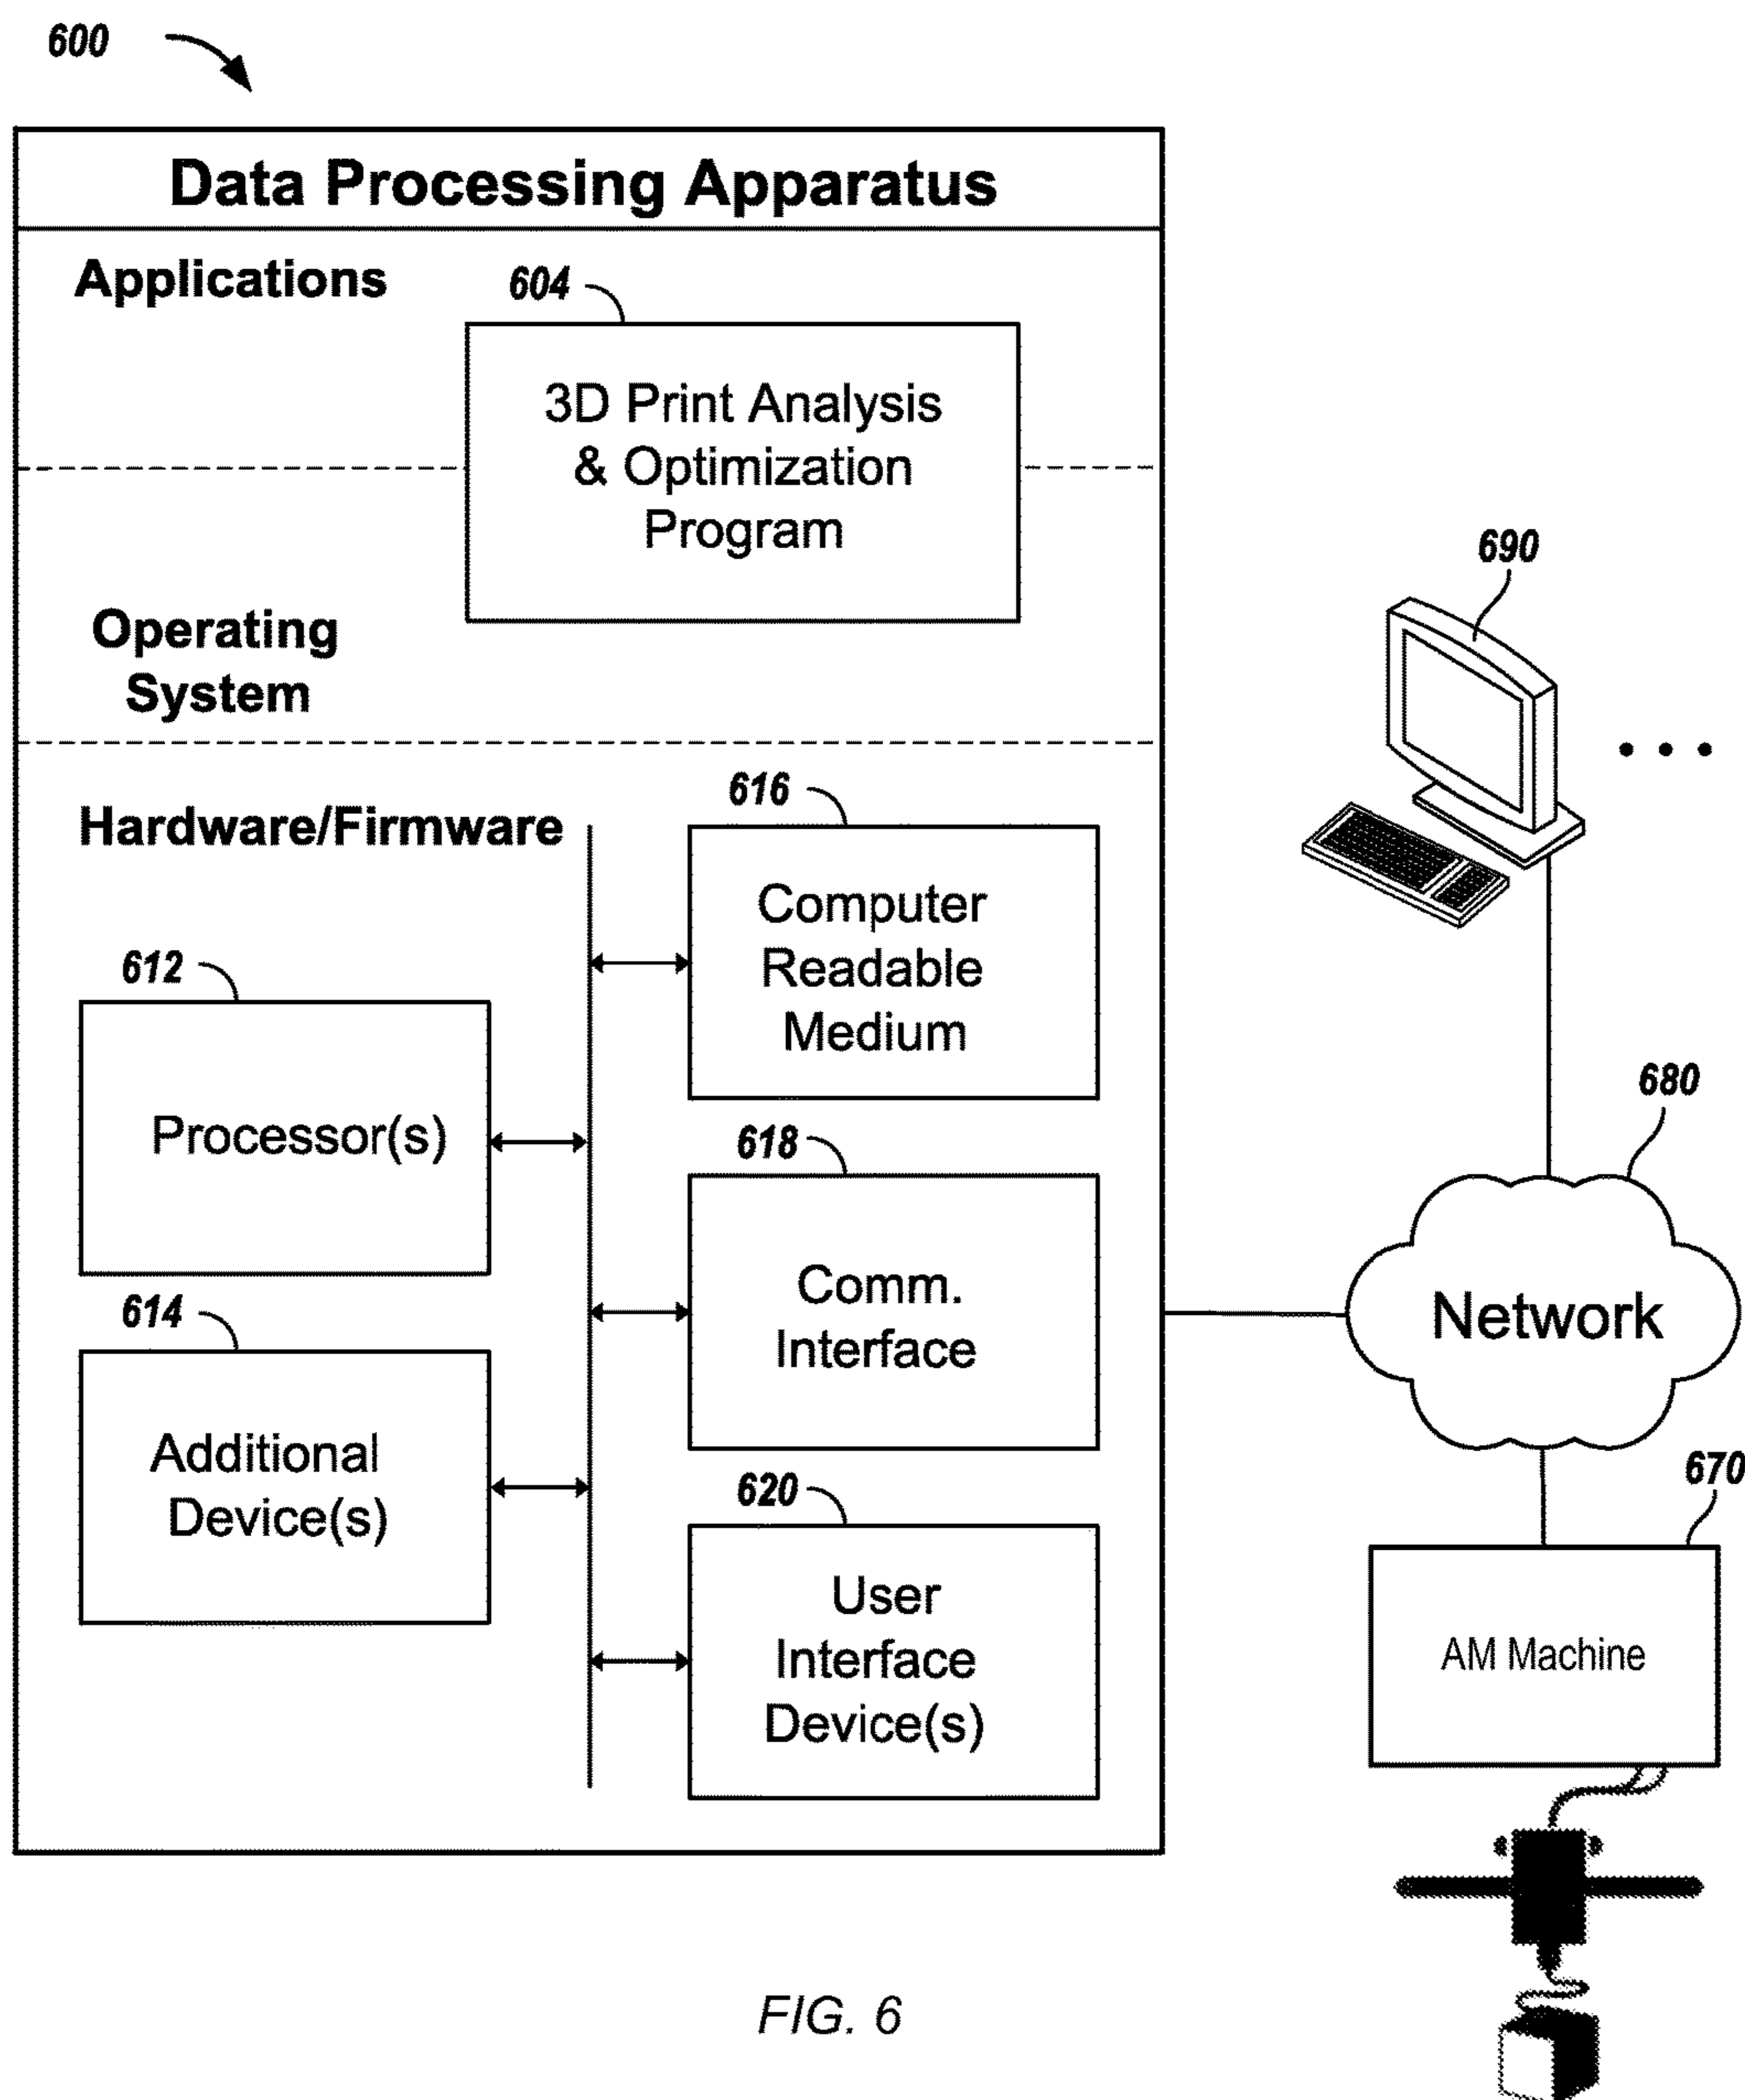 600
Data Processing Apparatus
Applications
604
3D Print Analysis
& Optimization
Program
Operating
System
690
Hardware/Firmware
616
Computer
Readable
Medium
612
Processor(s)
618
Comm.
Interface
680
Network
614
Additional
Device(s)
620
User
Interface
Device(s)
670
AM Machine
FIG. 6